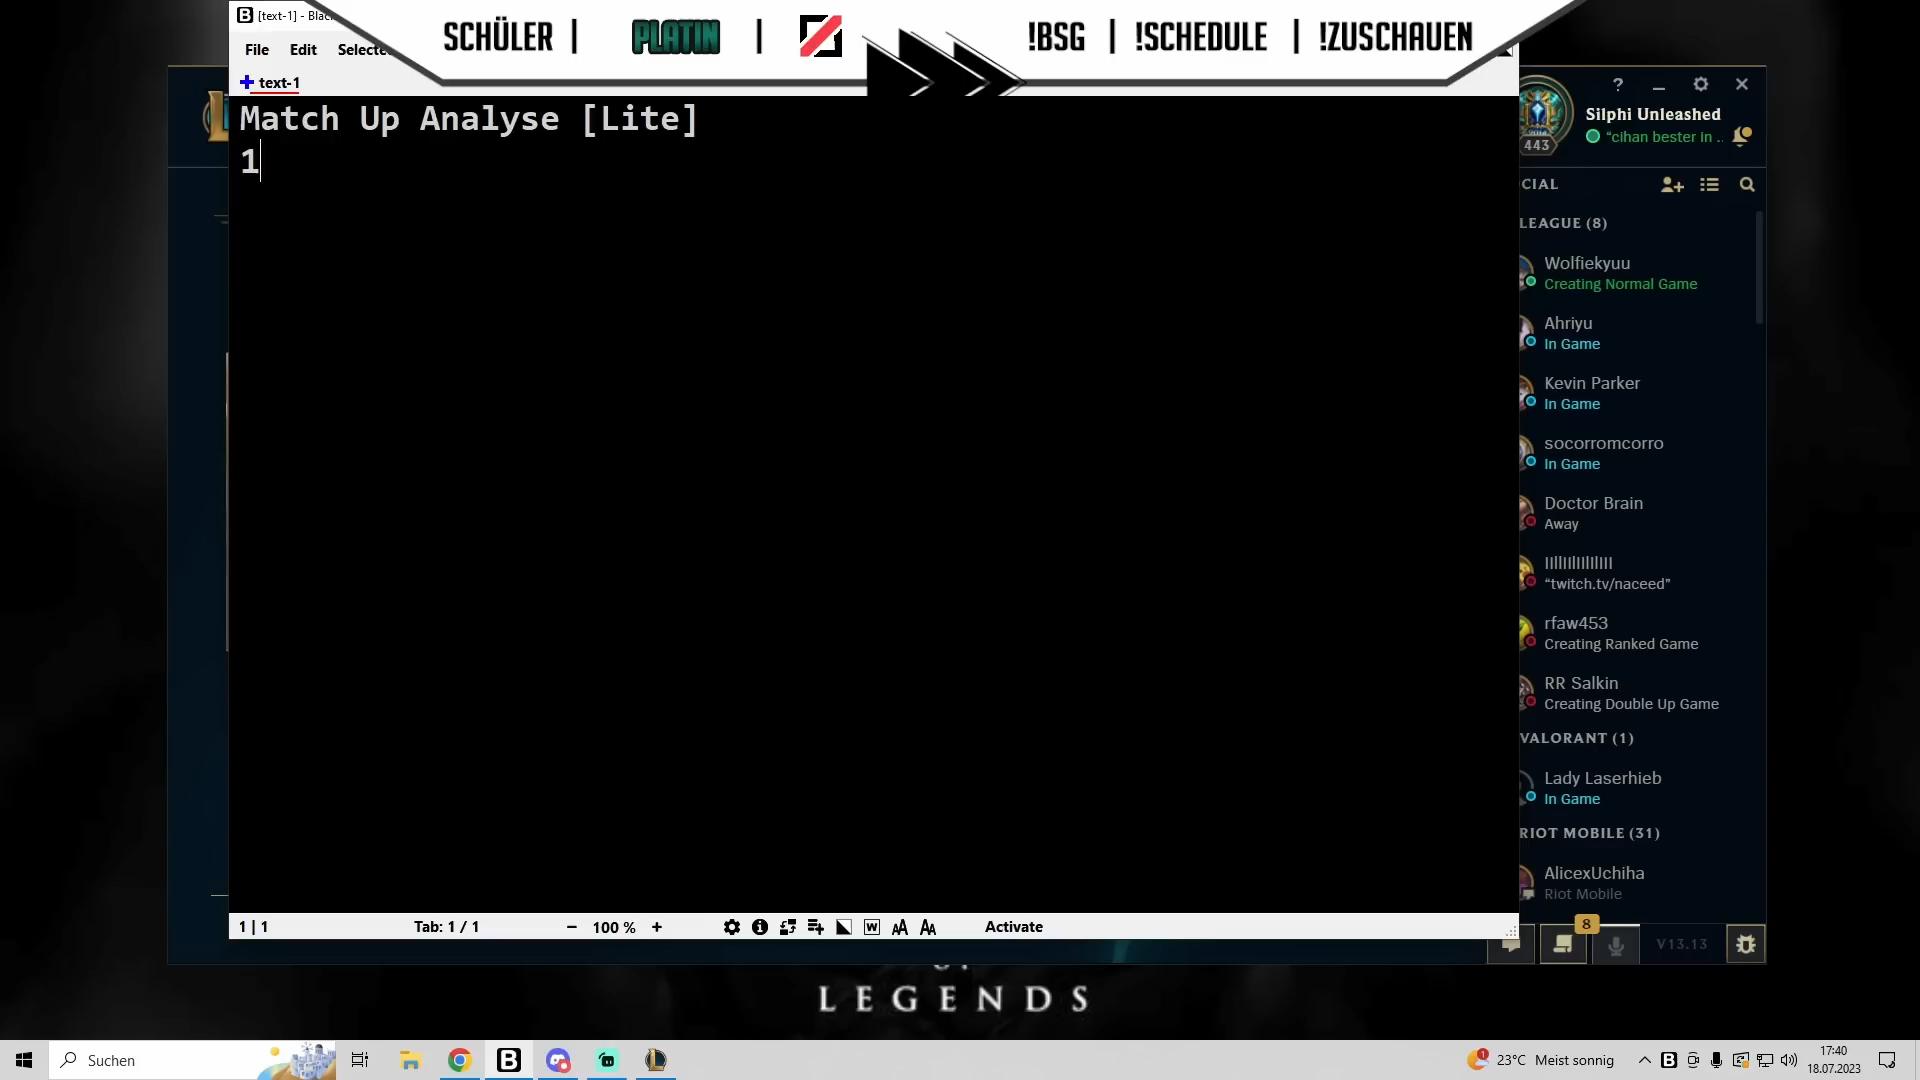 [text-1] - Blac
SCHÜLER |
PLATIN |
!BSG | !SCHEDULE | !ZUSCHAUEN
File Edit Selecte
text-1
Match Up Analyse [Lite]
1
Silphi Unleashed
443
“cihan bester in ..
CIAL
LEAGUE (8)
Wolfiekyuu
Creating Normal Game
Ahriyu
In Game
Kevin Parker
In Game
socorromcorro
In Game
Doctor Brain
Away
“twitch.tv/naceed”
rfaw453
Creating Ranked Game
RR Salkin
Creating Double Up Game
VALORANT (1)
Lady Laserhieb
In Game
RIOT MOBILE (31)
AlicexUchiha
Riot Mobile
1 | 1 Tab: 1 / 1 − 100 % + Activate
8
V13.13
LEGENDS
Suchen
1
23°C Meist sonnig
17:40
18.07.2023